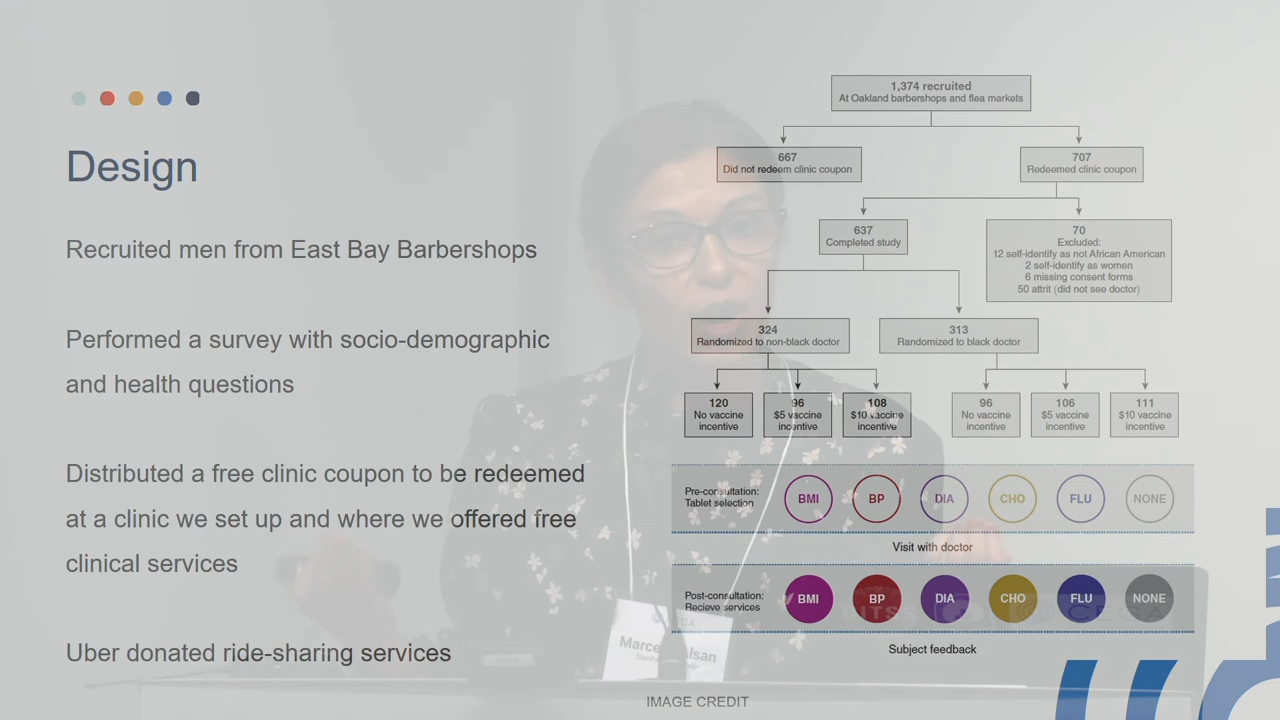 Design
Recruited men from East Bay Barbershops
Performed a survey with socio-demographic
and health questions
Distributed a free clinic coupon to be redeemed
at a clinic we set up and where we offered free
clinical services
Uber donated ride-sharing services
1,374 recruited
At Oakland barbershops and flea markets
667
Did not redeem clinic coupon
707
Redeemed clinic coupon
637
Completed study
70
Excluded:
12 self-identify as not African American
2 self-identify as women
6 missing consent forms
50 attrit (did not see doctor)
324
Randomized to non-black doctor
313
Randomized to black doctor
120
No vaccine
incentive
96
$5 vaccine
incentive
108
$10 vaccine
incentive
96
No vaccine
incentive
106
$5 vaccine
incentive
111
$10 vaccine
incentive
Pre-consultation:
Tablet selection
BMI BP DIA CHO FLU NONE
Visit with doctor
Post-consultation:
Recieve services
BMI BP DIA CHO FLU NONE
Subject feedback
IMAGE CREDIT